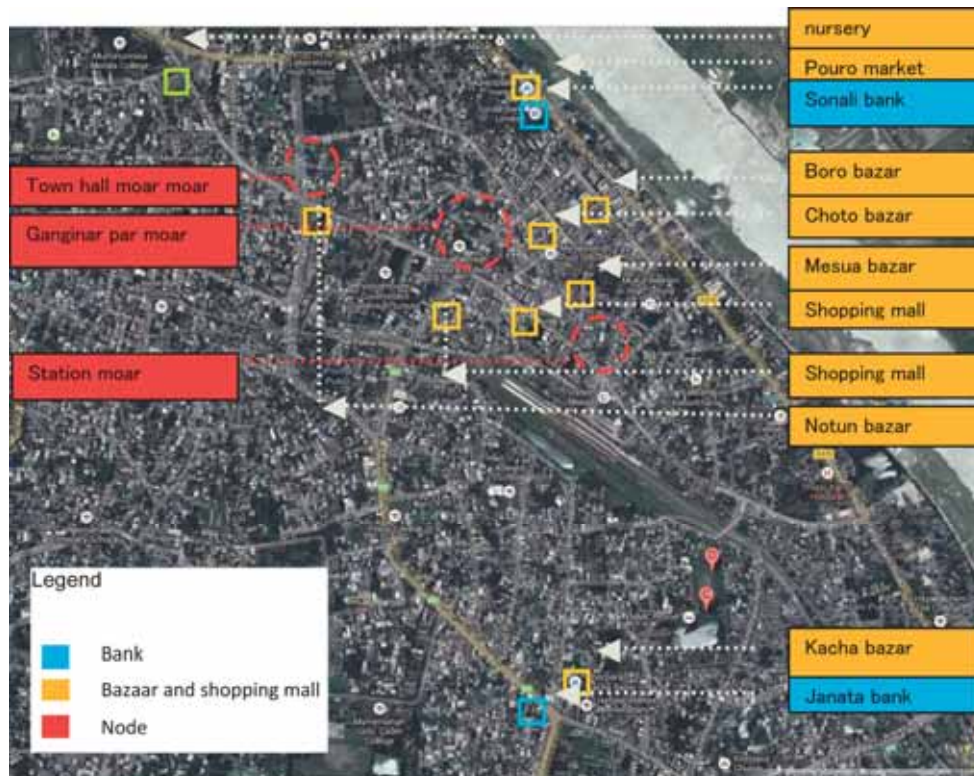 nursery
Pouro market
Sonali bank
Town hall moar moar
Boro bazar
Ganginar par moar
Choto bazar
Mesua bazar
Shopping mall
Station moar
Shopping mall
Notun bazar
Legend
Bank
Bazaar and shopping mall
Node
Kacha bazar
Janata bank